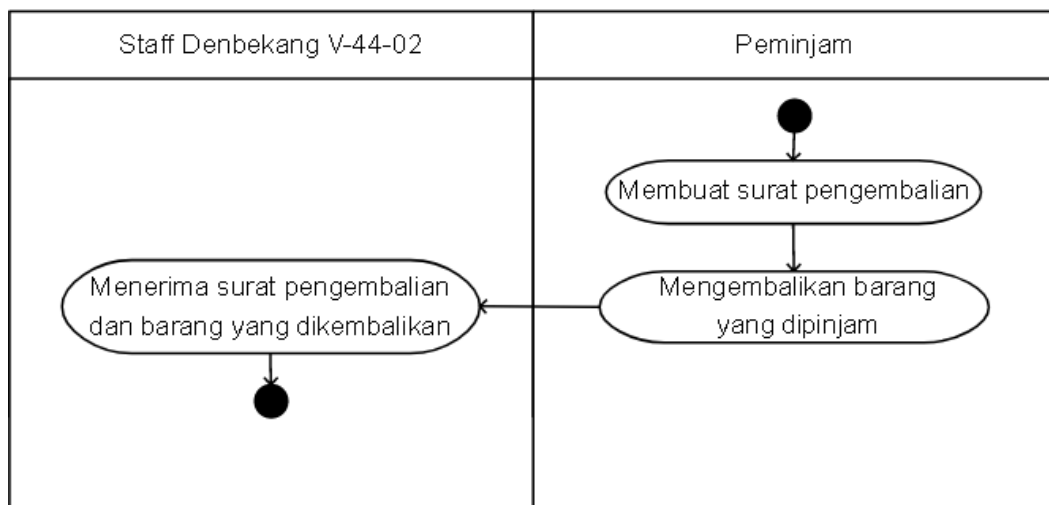 Staff Denbekang V-44-02
Peminjam
Membuat surat pengembalian
Mengembalikan barang
yang dipinjam
Menerima surat pengembalian
dan barang yang dikembalikan